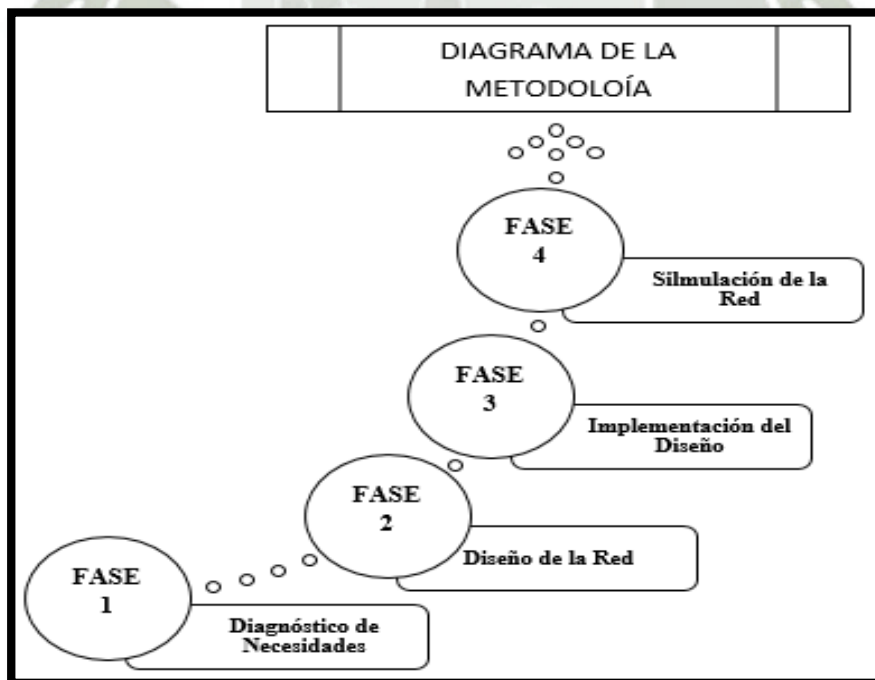 DIAGRAMA DE LA
METODOLOÍA
FASE
4
Silmulación de la
Red
FASE
3
Implementación del
Diseño
FASE
2
Diseño de la Red
FASE
1
Diagnóstico de
Necesidades